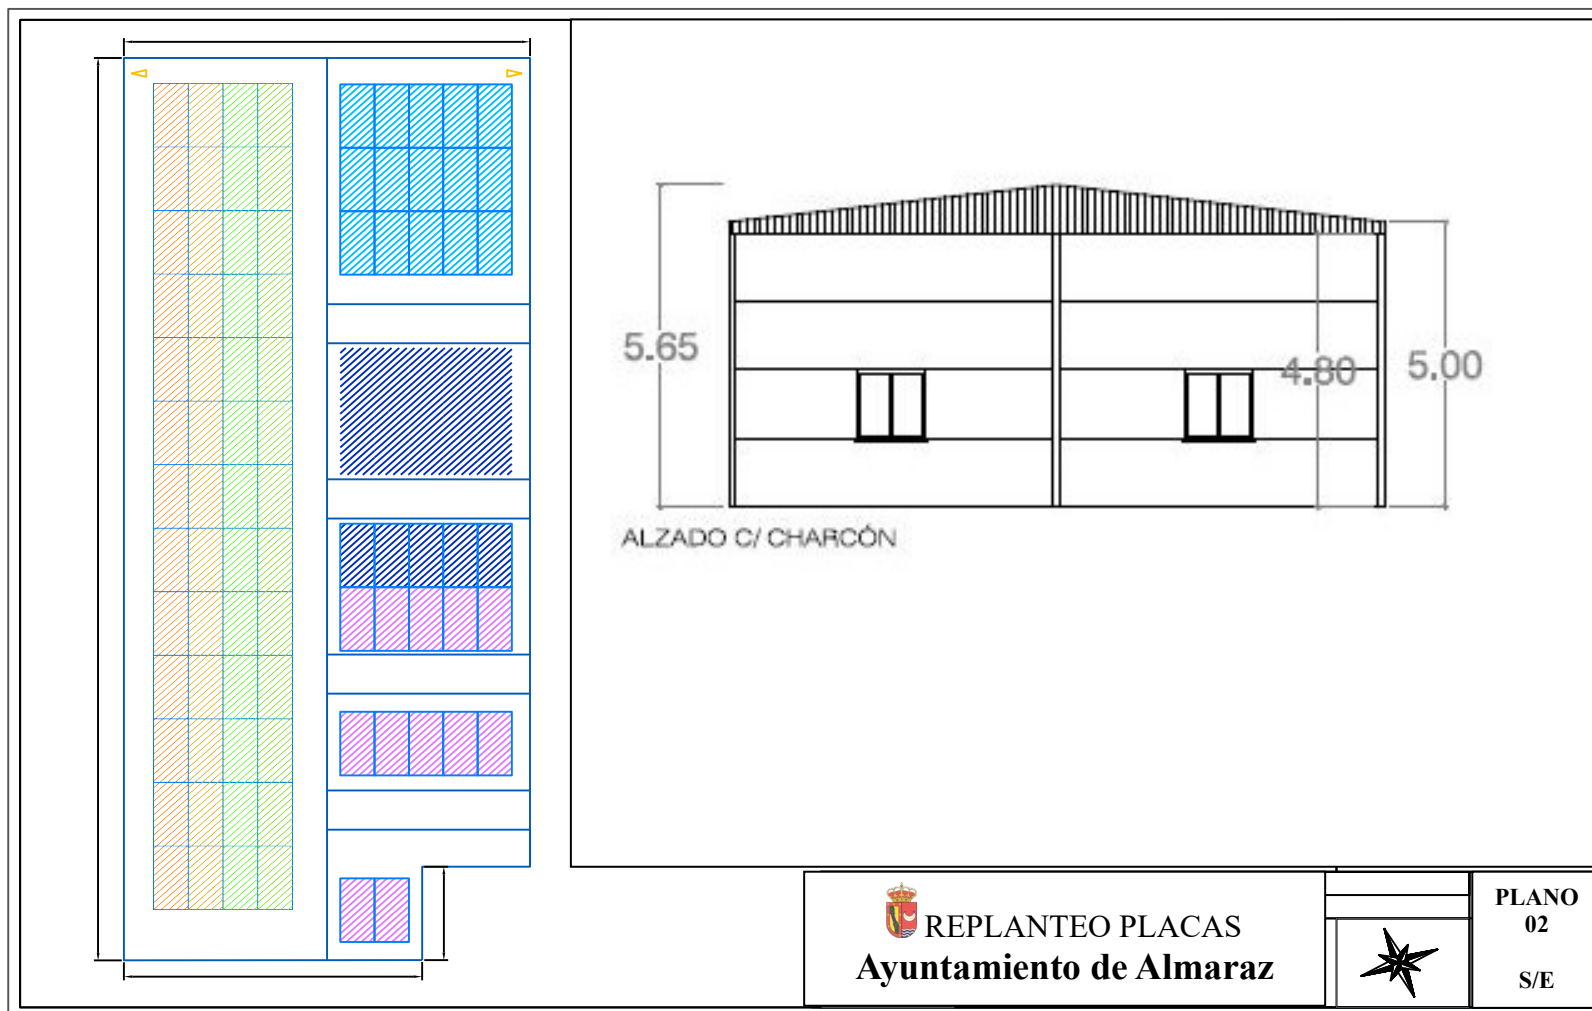 5.65
4.80
5.00
ALZADO C/ CHARCÓN
REPLANTEO PLACAS
Ayuntamiento de Almaraz
PLANO
02
S/E